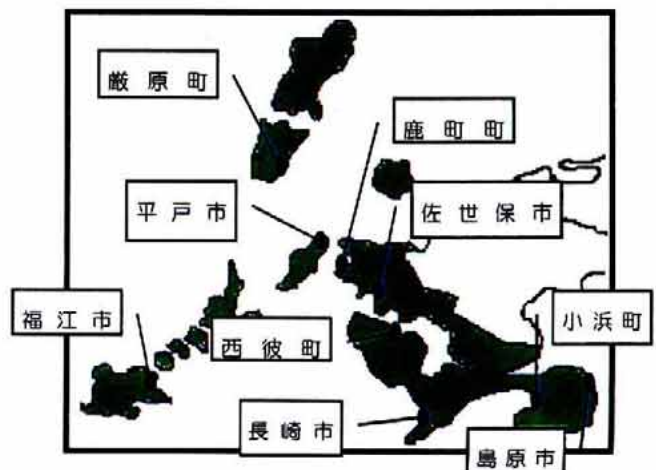 厳原町
鹿町町
平戸市
佐世保市
福江市
西彼町
小浜町
長崎市
島原市